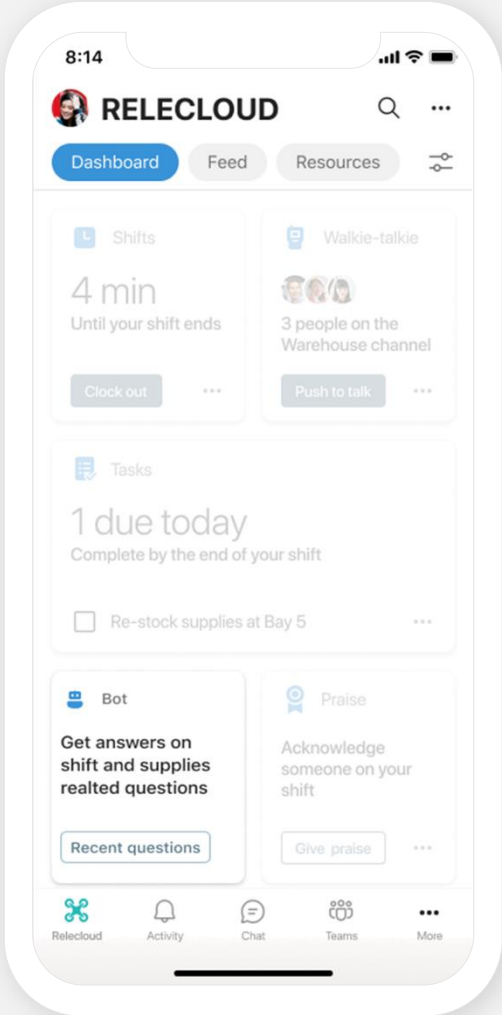 8:14
RELECLOUD
Dashboard
Feed
Resources
Shifts
4 min
Until your shift ends
Clock out
Walkie-talkie
3 people on the
Warehouse channel
Push to talk
Tasks
1 due today
Complete by the end of your shift
Re-stock supplies at Bay 5
Bot
Get answers on
shift and supplies
realted questions
Recent questions
Praise
Acknowledge
someone on your
shift
Give praise
Relecloud
Activity
Chat
Teams
More